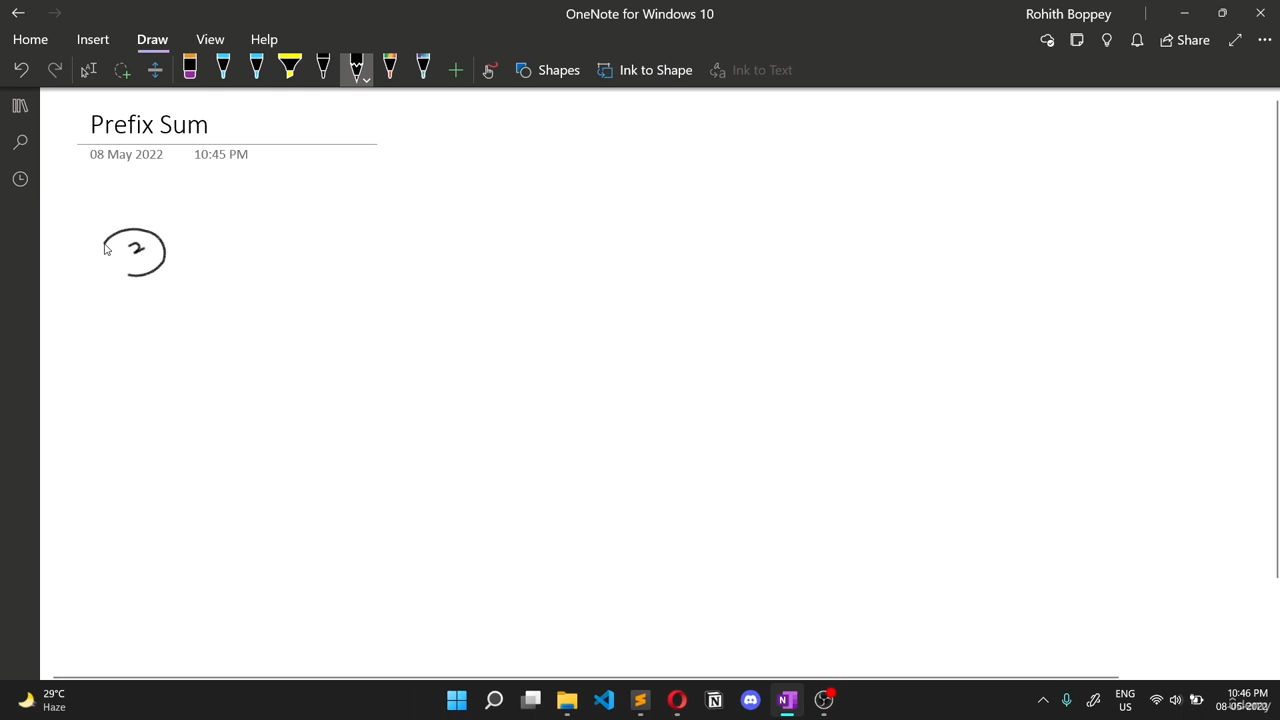 OneNote for Windows 10
Rohith Boppey
Home Insert Draw View Help
Share
Shapes Ink to Shape Ink to Text
Prefix Sum
08 May 2022 10:45 PM
2
29°C
Haze
ENG
US
10:46 PM